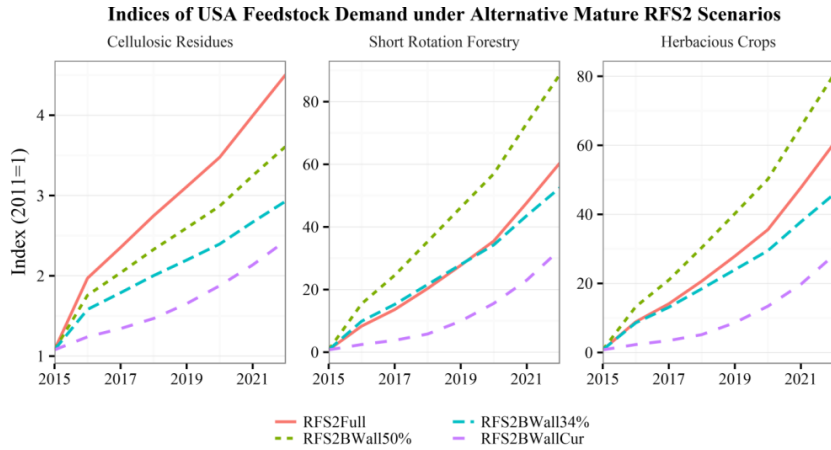 Indices of USA Feedstock Demand under Alternative Mature RFS2 Scenarios
Cellulosic Residues
Short Rotation Forestry
Herbacious Crops
Index (2011=1)
4
3
2
1
80
60
40
20
0
80
60
40
20
0
2015 2017 2019 2021
2015 2017 2019 2021
2015 2017 2019 2021
RFS2Full
RFS2BWall34%
RFS2BWall50%
RFS2BWallCur